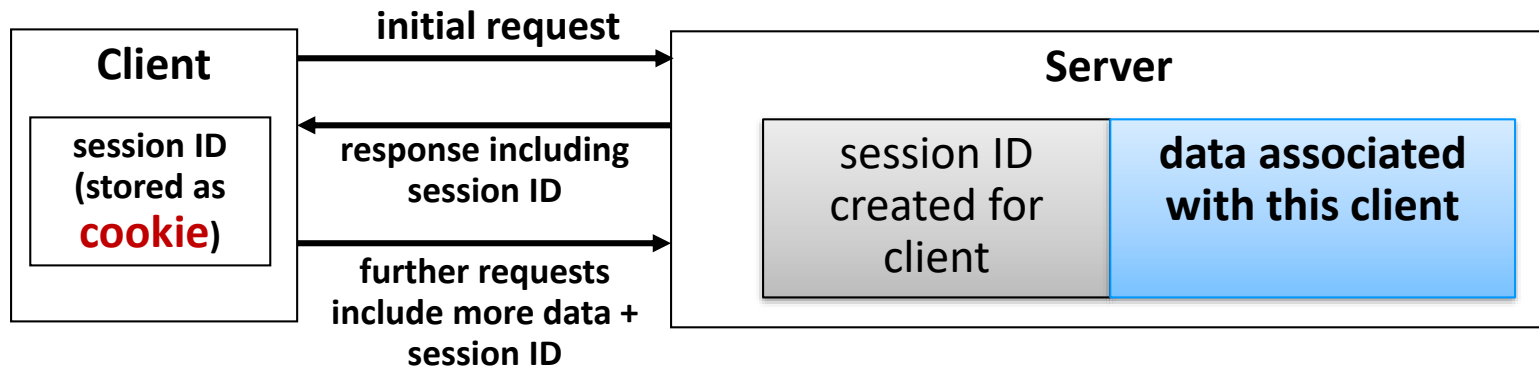 initial request
Client
session ID
(stored as
cookie)
response including
session ID
further requests
include more data +
session ID
Server
session ID
created for
client
data associated
with this client